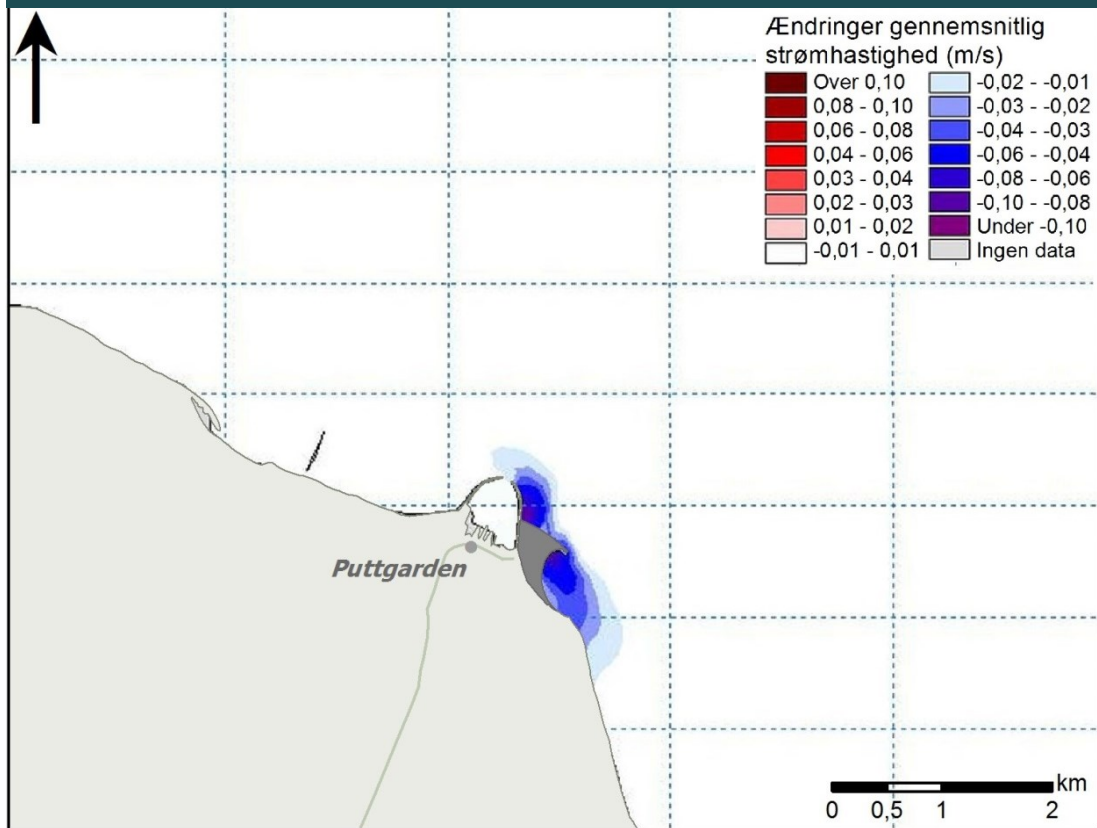 Ændringer gennemsnitlig
strømhastighed (m/s)
Over 0,10
0,08 - 0,10
0,06 - 0,08
0,04 - 0,06
0,03 - 0,04
0,02 - 0,03
0,01 - 0,02
-0,01 - 0,01
-0,02 - -0,01
-0,03 - -0,02
-0,04 - -0,03
-0,06 - -0,04
-0,08 - -0,06
-0,10 - -0,08
Under -0,10
Ingen data
Puttgarden
km
0 0,5 1 2